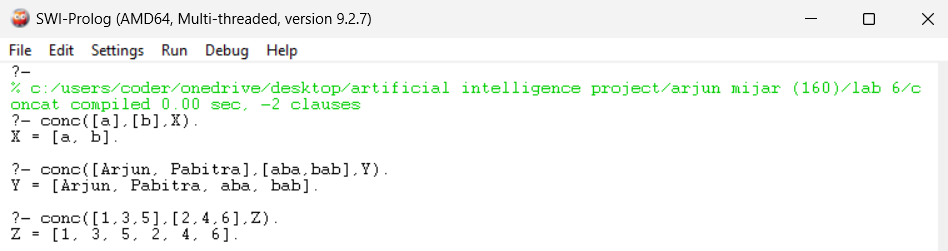 SWI-Prolog (AMD64, Multi-threaded, version 9.2.7)
File Edit Settings Run Debug Help
?-
% c:/users/coder/onedrive/desktop/artificial intelligence project/arjun mijar (160)/lab 6/c
oncat compiled 0.00 sec, -2 clauses
?- conc([a],[b],X).
X = [a, b].
?- conc([Arjun, Pabitra],[aba,bab],Y).
Y = [Arjun, Pabitra, aba, bab].
?- conc([1,3,5],[2,4,6],Z).
Z = [1, 3, 5, 2, 4, 6].